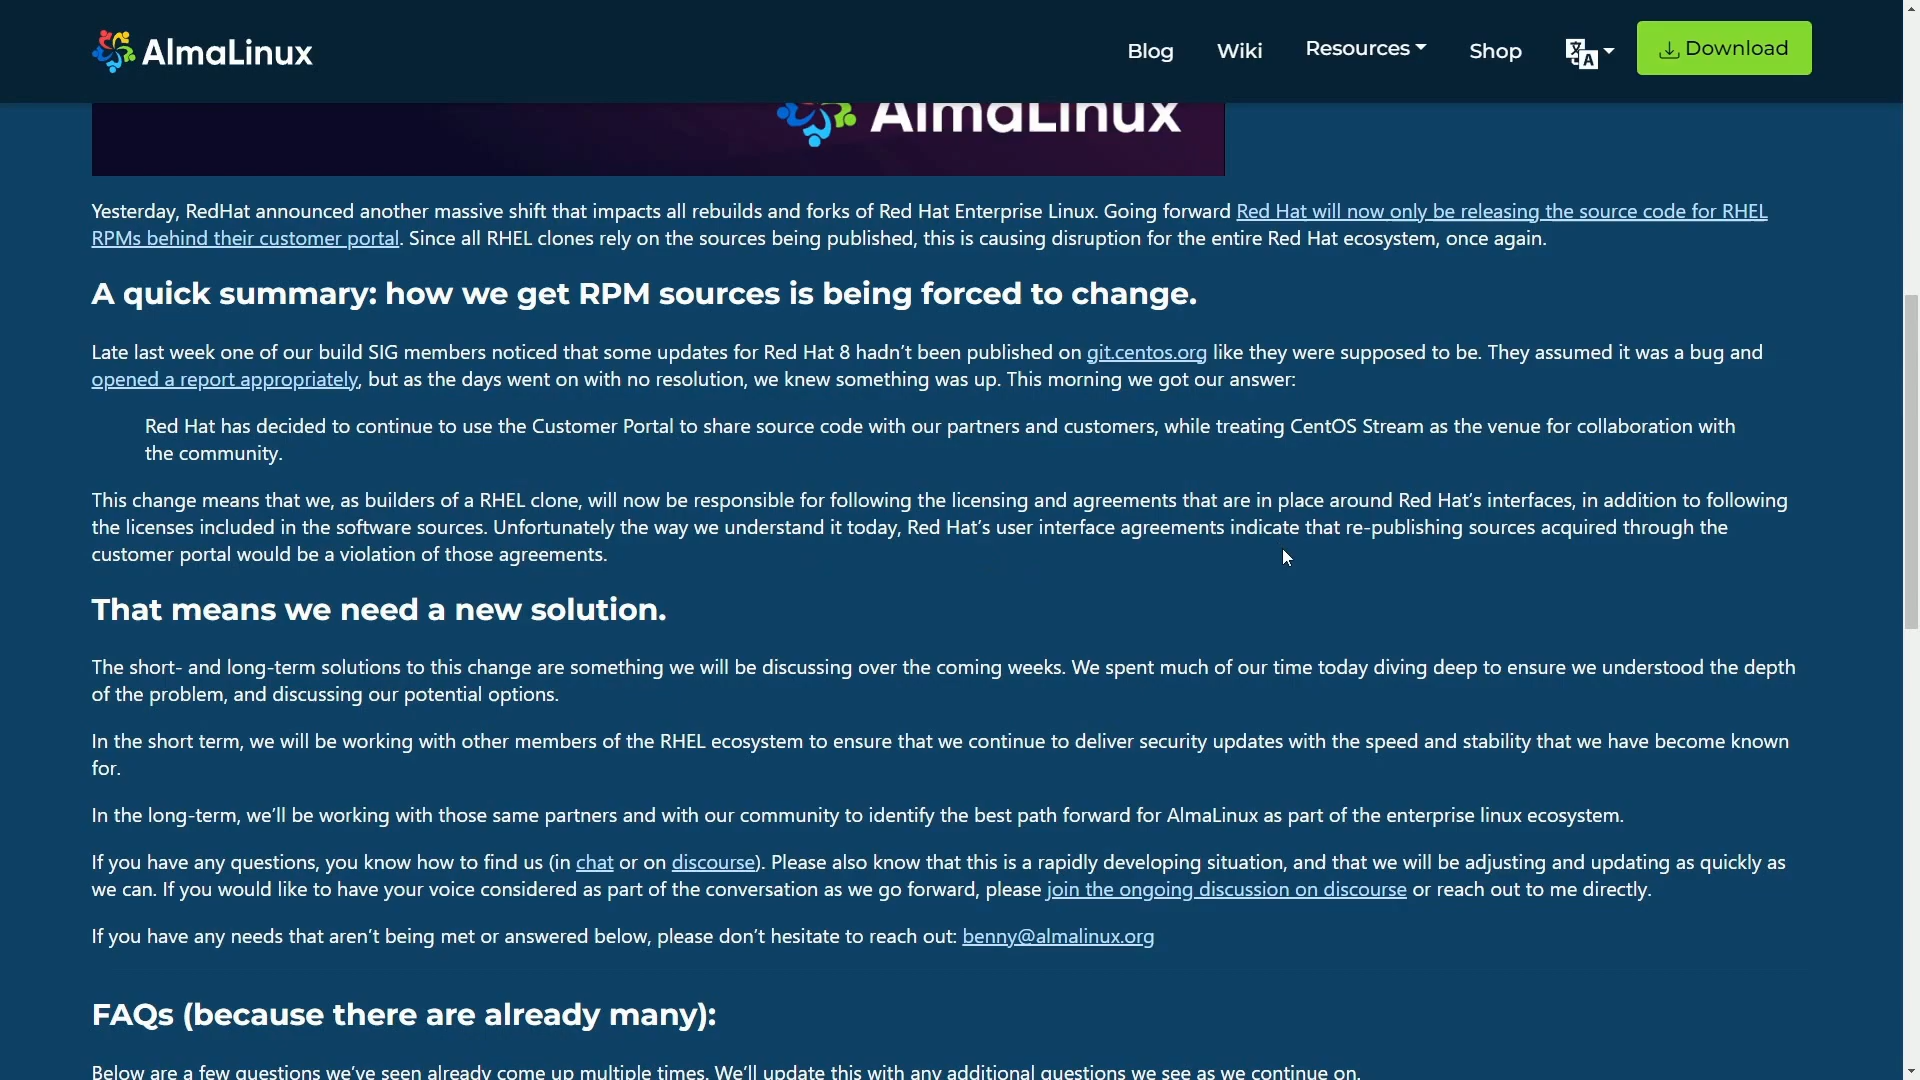 AlmaLinux
Blog
Wiki
Resources
Shop
Download
AlmaLinux
Yesterday, RedHat announced another massive shift that impacts all rebuilds and forks of Red Hat Enterprise Linux. Going forward Red Hat will now only be releasing the source code for RHEL
RPMs behind their customer portal. Since all RHEL clones rely on the sources being published, this is causing disruption for the entire Red Hat ecosystem, once again.
A quick summary: how we get RPM sources is being forced to change.
Late last week one of our build SIG members noticed that some updates for Red Hat 8 hadn't been published on git.centos.org like they were supposed to be. They assumed it was a bug and
opened a report appropriately, but as the days went on with no resolution, we knew something was up. This morning we got our answer:
Red Hat has decided to continue to use the Customer Portal to share source code with our partners and customers, while treating CentOS Stream as the venue for collaboration with
the community.
This change means that we, as builders of a RHEL clone, will now be responsible for following the licensing and agreements that are in place around Red Hat's interfaces, in addition to following
the licenses included in the software sources. Unfortunately the way we understand it today, Red Hat's user interface agreements indicate that re-publishing sources acquired through the
customer portal would be a violation of those agreements.
That means we need a new solution.
The short- and long-term solutions to this change are something we will be discussing over the coming weeks. We spent much of our time today diving deep to ensure we understood the depth
of the problem, and discussing our potential options.
In the short term, we will be working with other members of the RHEL ecosystem to ensure that we continue to deliver security updates with the speed and stability that we have become known
for.
In the long-term, we'll be working with those same partners and with our community to identify the best path forward for AlmaLinux as part of the enterprise linux ecosystem.
If you have any questions, you know how to find us (in chat or on discourse). Please also know that this is a rapidly developing situation, and that we will be adjusting and updating as quickly as
we can. If you would like to have your voice considered as part of the conversation as we go forward, please join the ongoing discussion on discourse or reach out to me directly.
If you have any needs that aren't being met or answered below, please don't hesitate to reach out: benny@almalinux.org
FAQs (because there are already many):
Below are a few questions we've seen already come up multiple times. We'll update this with any additional questions we see as we continue on.